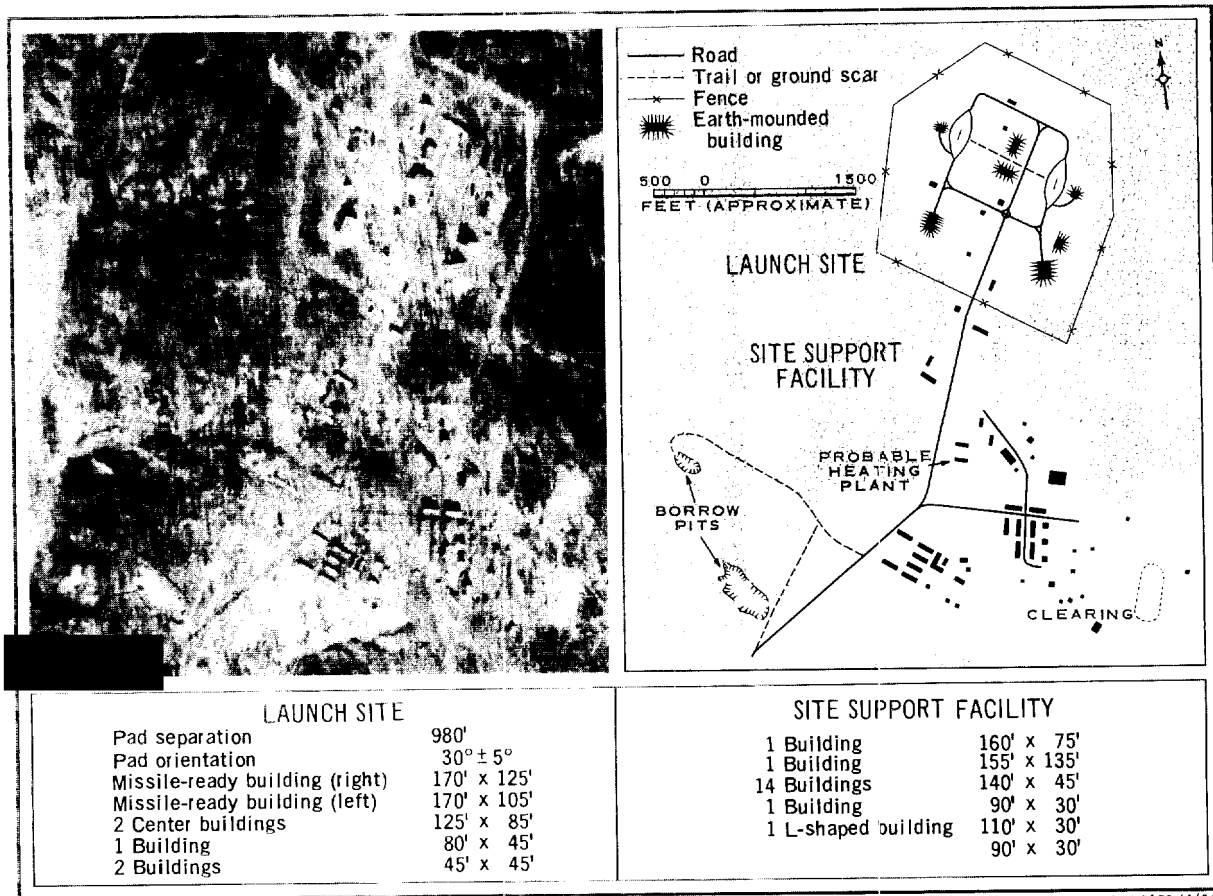 Road
Trail or ground scar
Fence
Earth-mounded
building
N
500 0 1500
FEET (APPROXIMATE)
LAUNCH SITE
SITE SUPPORT
FACILITY
PROBABLE
HEATING
PLANT
BORROW
PITS
CLEARING
LAUNCH SITE
Pad separation 980'
Pad orientation 30° ± 5°
Missile-ready building (right) 170' x 125'
Missile-ready building (left) 170' x 105'
2 Center buildings 125' x 85'
1 Building 80' x 45'
2 Buildings 45' x 45'
SITE SUPPORT FACILITY
1 Building 160' x 75'
1 Building 155' x 135'
14 Buildings 140' x 45'
1 Building 90' x 30'
1 L-shaped building 110' x 30'
90' x 30'